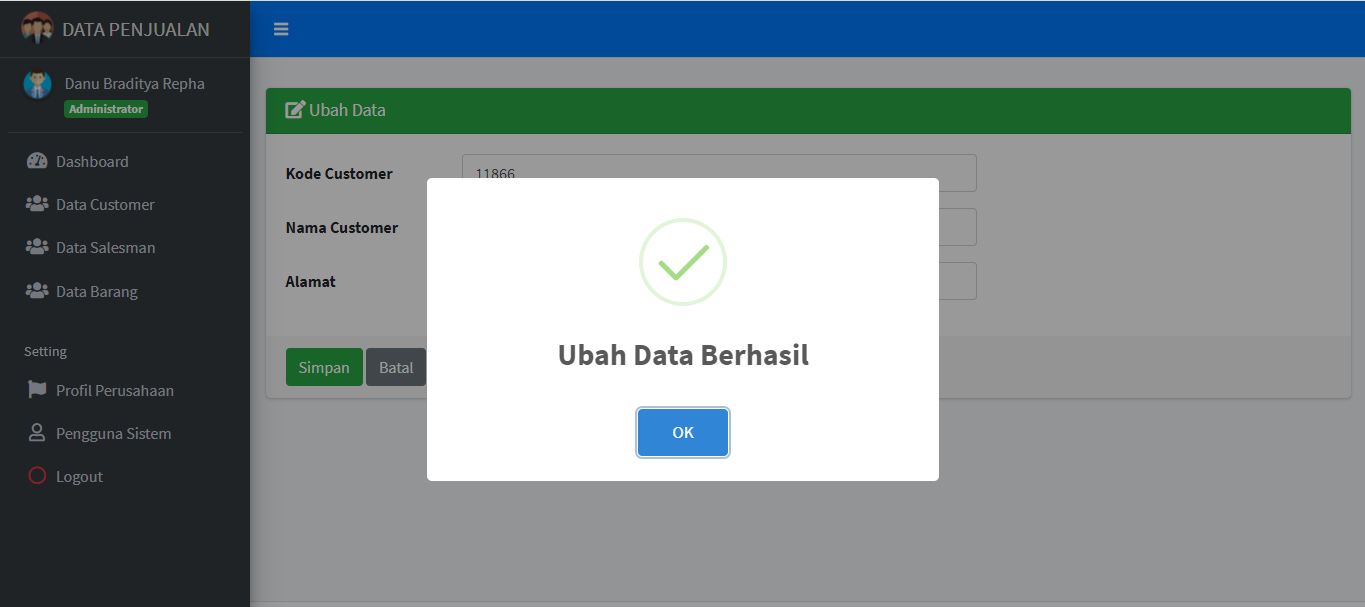 DATA PENJUALAN
Danu Braditya Repha
Administrator
Dashboard
Data Customer
Data Salesman
Data Barang
Setting
Profil Perusahaan
Pengguna Sistem
Logout
Ubah Data
Kode Customer 11866
Nama Customer
Alamat
Simpan Batal
Ubah Data Berhasil
OK